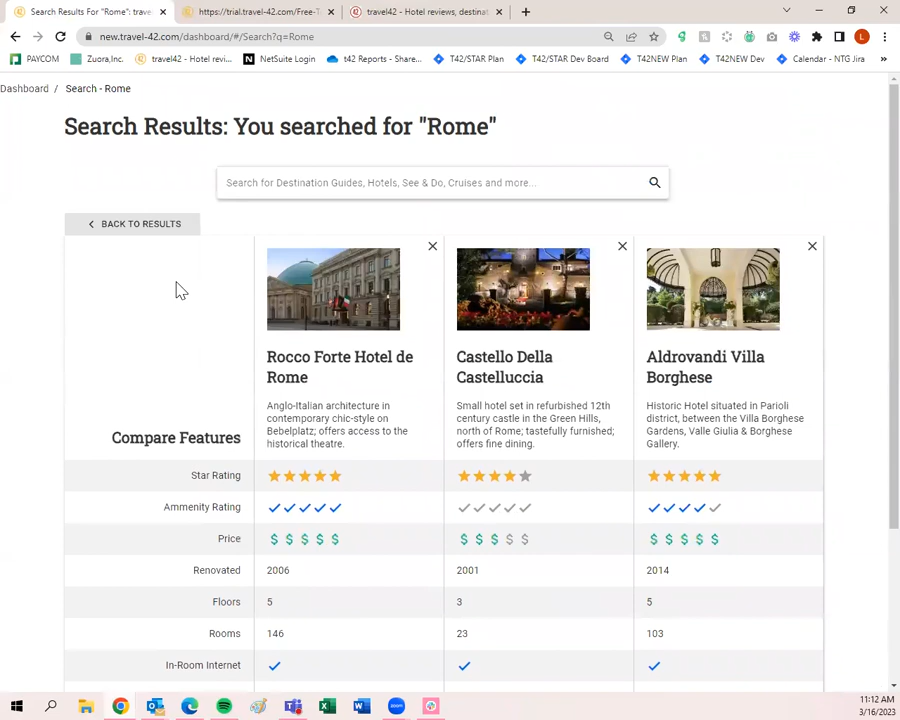 Search Results For "Rome": trave
https://trial.travel-42.com/Free-T
travel42 - Hotel reviews, destinat
new.travel-42.com/dashboard/#/Search?q=Rome
L
PAYCOM
Zuora,Inc.
travel42 - Hotel revi...
NetSuite Login
t42 Reports - Share...
T42/STAR Plan
T42/STAR Dev Board
T42NEW Plan
T42NEW Dev
Calendar - NTG Jira
»
Dashboard / Search - Rome
Search Results: You searched for "Rome"
Search for Destination Guides, Hotels, See & Do, Cruises and more...
BACK TO RESULTS
Compare Features
Rocco Forte Hotel de
Rome
Anglo-Italian architecture in
contemporary chic-style on
Bebelplatz; offers access to the
historical theatre.
Castello Della
Castelluccia
Small hotel set in refurbished 12th
century castle in the Green Hills,
north of Rome; tastefully furnished;
offers fine dining.
Aldrovandi Villa
Borghese
Historic Hotel situated in Parioli
district, between the Villa Borghese
Gardens, Valle Giulia & Borghese
Gallery.
Star Rating
Ammenity Rating
Price $ $ $ $ $ $ $ $ $ $ $ $ $ $ $
Renovated 2006 2001 2014
Floors 5 3 5
Rooms 146 23 103
In-Room Internet
zoom
11:12 AM
3/16/2023